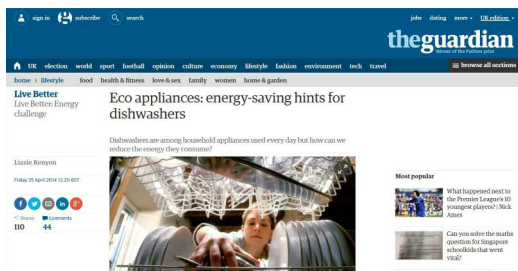 sign in subscribe search jobs dating more UK edition
theguardian
Winner of the Pulitzer prize
UK election world sport football opinion culture economy lifestyle fashion environment tech travel browse all sections
home > lifestyle food health & fitness love & sex family women home & garden
Live Better
Live Better: Energy
challenge
Eco appliances: energy-saving hints for
dishwashers
Dishwashers are among household appliances used every day but how can we
reduce the energy they consume?
Lizzie Kenyon
Friday 25 April 2014 12.20 BST
Shares Comments
110 44
Most popular
What happened next to
the Premier League's 10
youngest players? | Nick
Ames
Can you solve the maths
question for Singapore
schoolkids that went
viral?